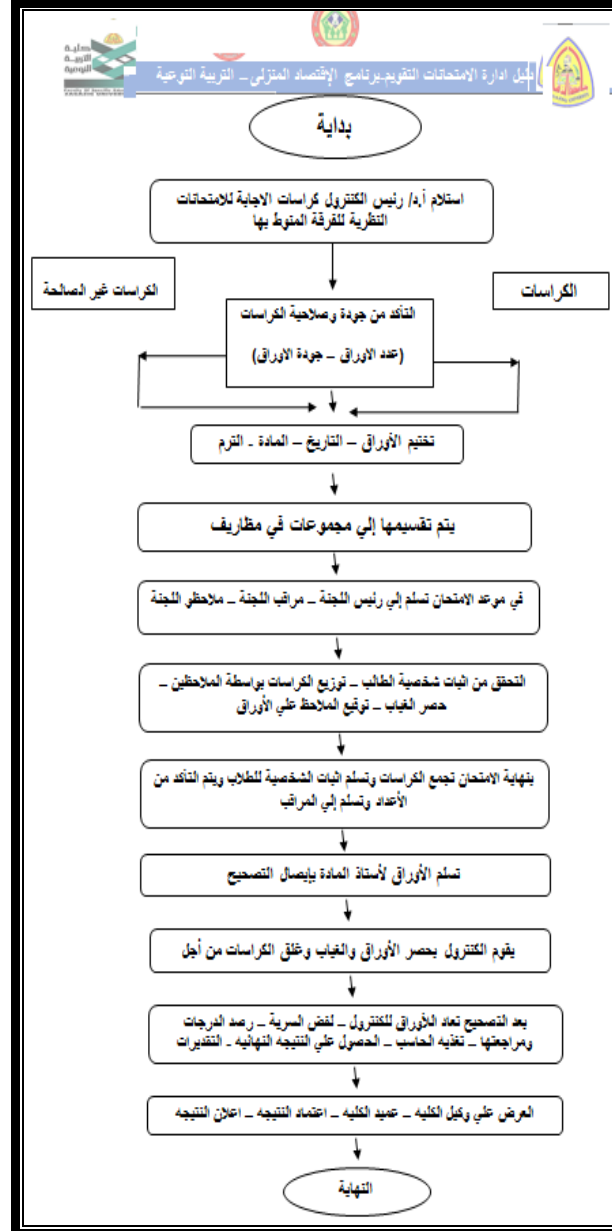 كلية
التربية
النوعية
دليل ادارة الامتحانات التقويم-برنامج الإقتصاد المنزلى – التربية النوعية
بداية
استلام أ.د/ رئيس الكنترول كراسات الاجابة للامتحانات
النظرية للفرقة المنوط بها
الكراسات
الكراسات غير الصالحة
التأكد من جودة وصلاحية الكراسات
(عدد الاوراق – جودة الاوراق)
تختيم الأوراق – التاريخ – المادة - الترم
يتم تقسيمها إلي مجموعات في مظاريف
في موعد الامتحان تسلم إلي رئيس اللجنة – مراقب اللجنة – ملاحظو اللجنة
التحقق من اثبات شخصية الطالب – توزيع الكراسات بواسطة الملاحظين –
حصر الغياب – توقيع الملاحظ علي الأوراق
بنهاية الامتحان تجمع الكراسات وتسلم اثبات الشخصية للطلاب ويتم التأكد من
الأعداد وتسلم إلي المراقب
تسلم الأوراق لأستاذ المادة بإيصال التصحيح
يقوم الكنترول بحصر الأوراق والغياب وغلق الكراسات من أجل
بعد التصحيح تعاد اللأوراق للكنترول – لفض السرية – رصد الدرجات
ومراجعتها – تغذيه الحاسب – الحصول علي النتيجه النهائيه - التقديرات
العرض علي وكيل الكليه – عميد الكليه – اعتماد النتيجه – اعلان النتيجه
النهاية